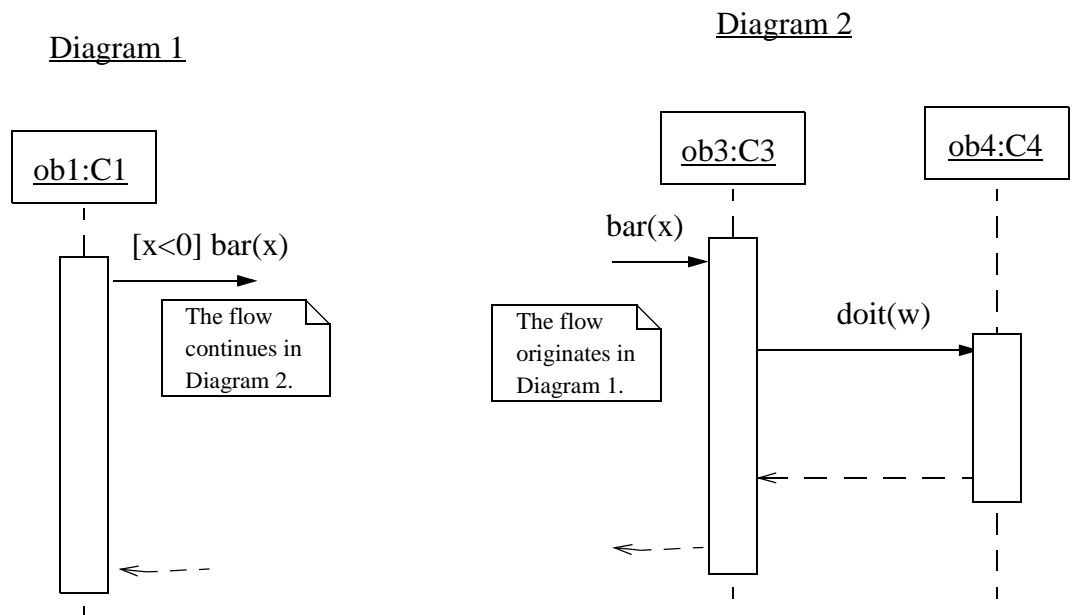 Diagram 1
ob1:C1
[x<0] bar(x)
The flow
continues in
Diagram 2.
Diagram 2
ob3:C3
ob4:C4
bar(x)
The flow
originates in
Diagram 1.
doit(w)